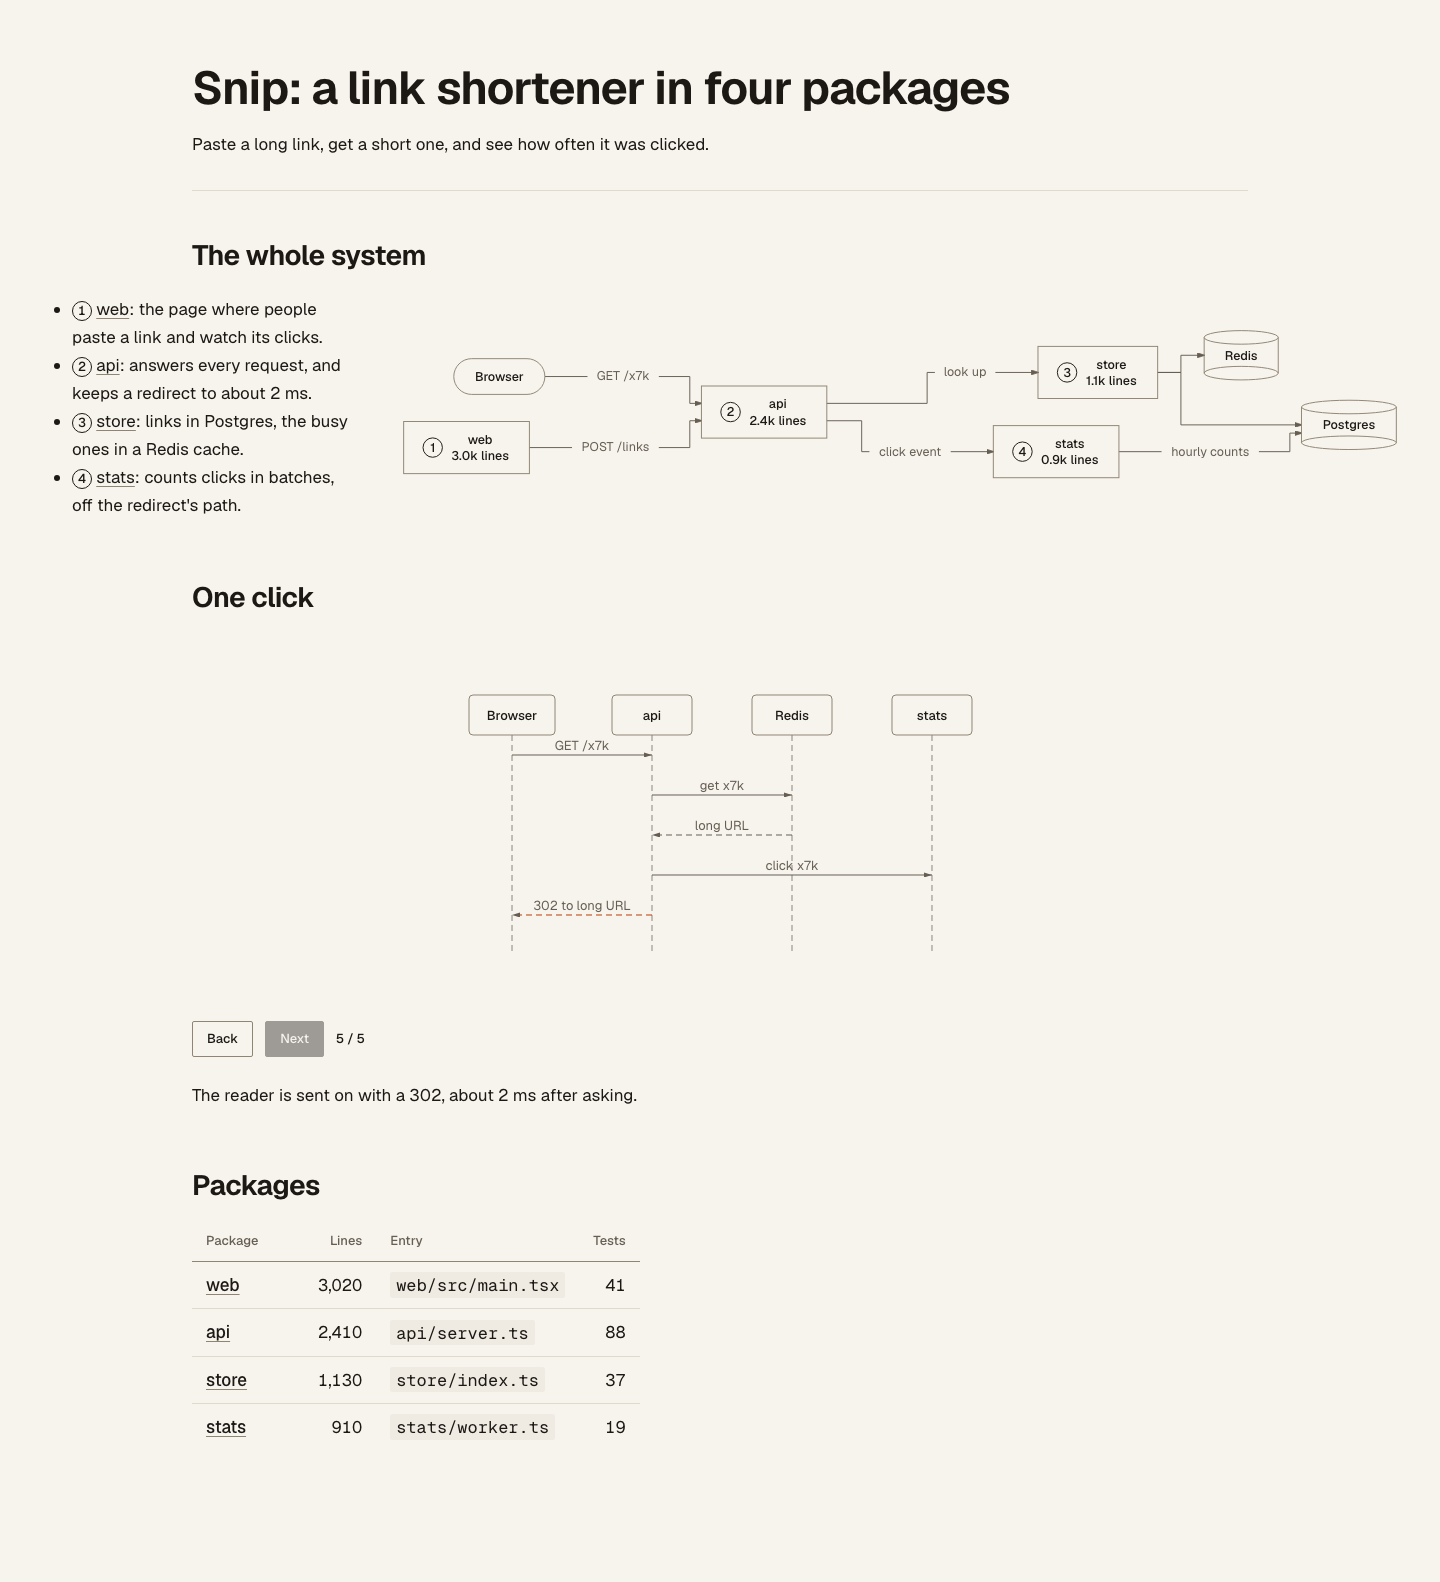 Snip: a link shortener in four packages
Paste a long link, get a short one, and see how often it was clicked.
The whole system
1 web: the page where people
paste a link and watch its clicks.
2 api: answers every request, and
keeps a redirect to about 2 ms.
3 store: links in Postgres, the busy
ones in a Redis cache.
4 stats: counts clicks in batches,
off the redirect's path.
Browser
GET /x7k
1 web
3.0k lines
POST /links
2 api
2.4k lines
look up
click event
3 store
1.1k lines
4 stats
0.9k lines
hourly counts
Redis
Postgres
One click
Browser api Redis stats
GET /x7k
get x7k
long URL
click x7k
302 to long URL
Back Next 5 / 5
The reader is sent on with a 302, about 2 ms after asking.
Packages
Package Lines Entry Tests
web 3,020 web/src/main.tsx 41
api 2,410 api/server.ts 88
store 1,130 store/index.ts 37
stats 910 stats/worker.ts 19